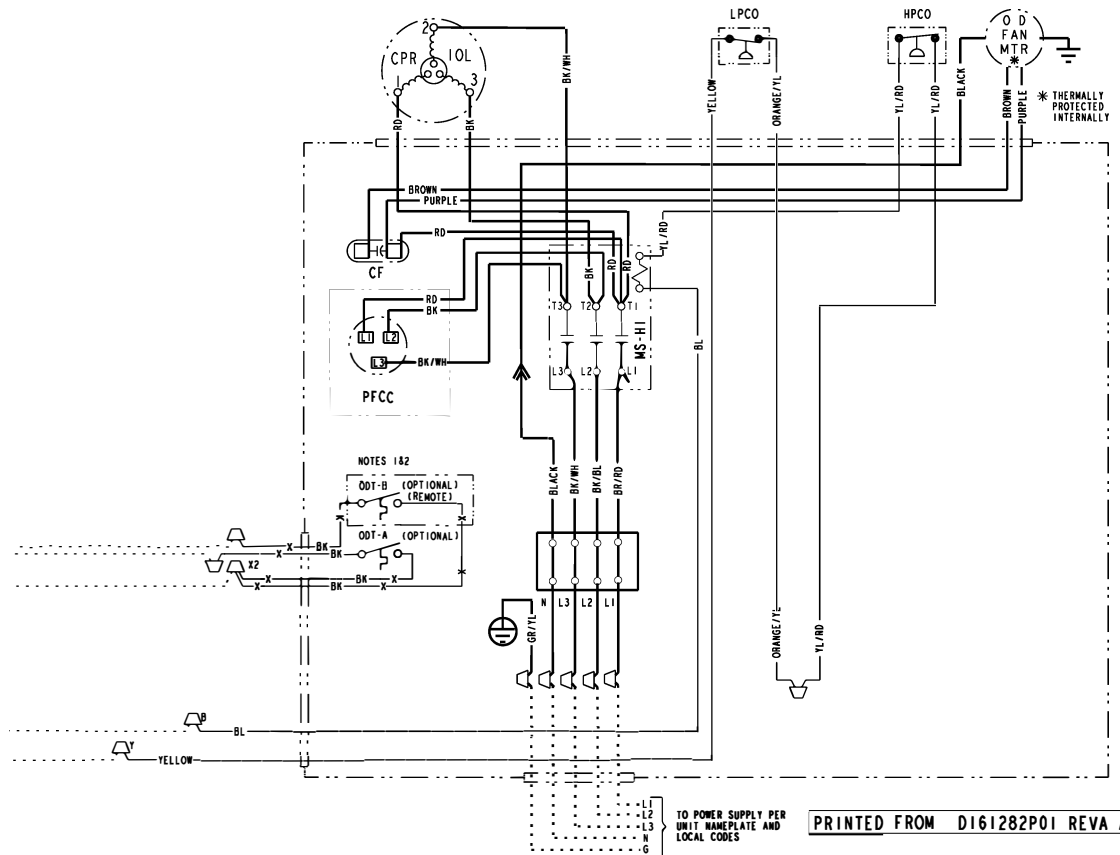 LPCO
HPCO
O D
FAN
MTR
*
* THERMALLY
PROTECTED
INTERNALLY
2
CPR
IOL
1
3
RD
BK
BK/WH
YELLOW
ORANGE/YL
YL/RD
YL/RD
BLACK
BROWN
PURPLE
BROWN
PURPLE
RD
CF
YL/RD
BK
RD
RD
RD
BK
L1
L2
L3
BK/WH
PFCC
T3
T2
T1
MS-HI
L3
L2
L1
BL
NOTES 1&2
ODT-B
(OPTIONAL)
(REMOTE)
ODT-A
(OPTIONAL)
X
X
X
BK
X
BK
X2
X
BK
X
X
BK
X
BLACK
BK/WH
BK/BL
BR/RD
N
L3
L2
L1
GR/YL
ORANGE/YL
YL/RD
B
BL
Y
YELLOW
L1
L2
L3
N
G
TO POWER SUPPLY PER
UNIT NAMEPLATE AND
LOCAL CODES
PRINTED FROM D161282P01 REVA